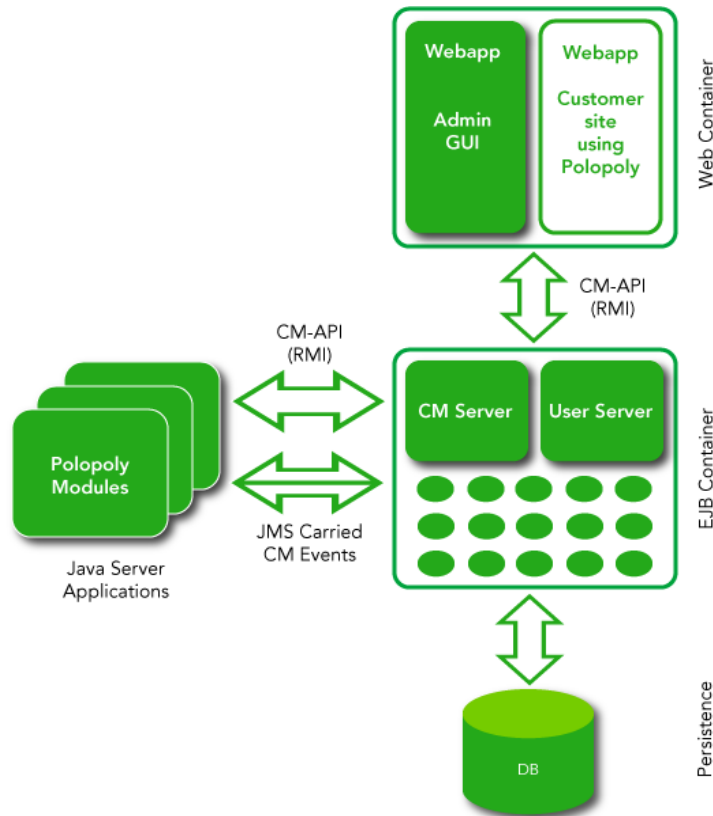 Webapp
Admin
GUI
Webapp
Customer
site
using
Polopoly
Web Container
CM-API
(RMI)
CM-API
(RMI)
CM Server
User Server
EJB Container
Polopoly
Modules
JMS Carried
CM Events
Java Server
Applications
DB
Persistence